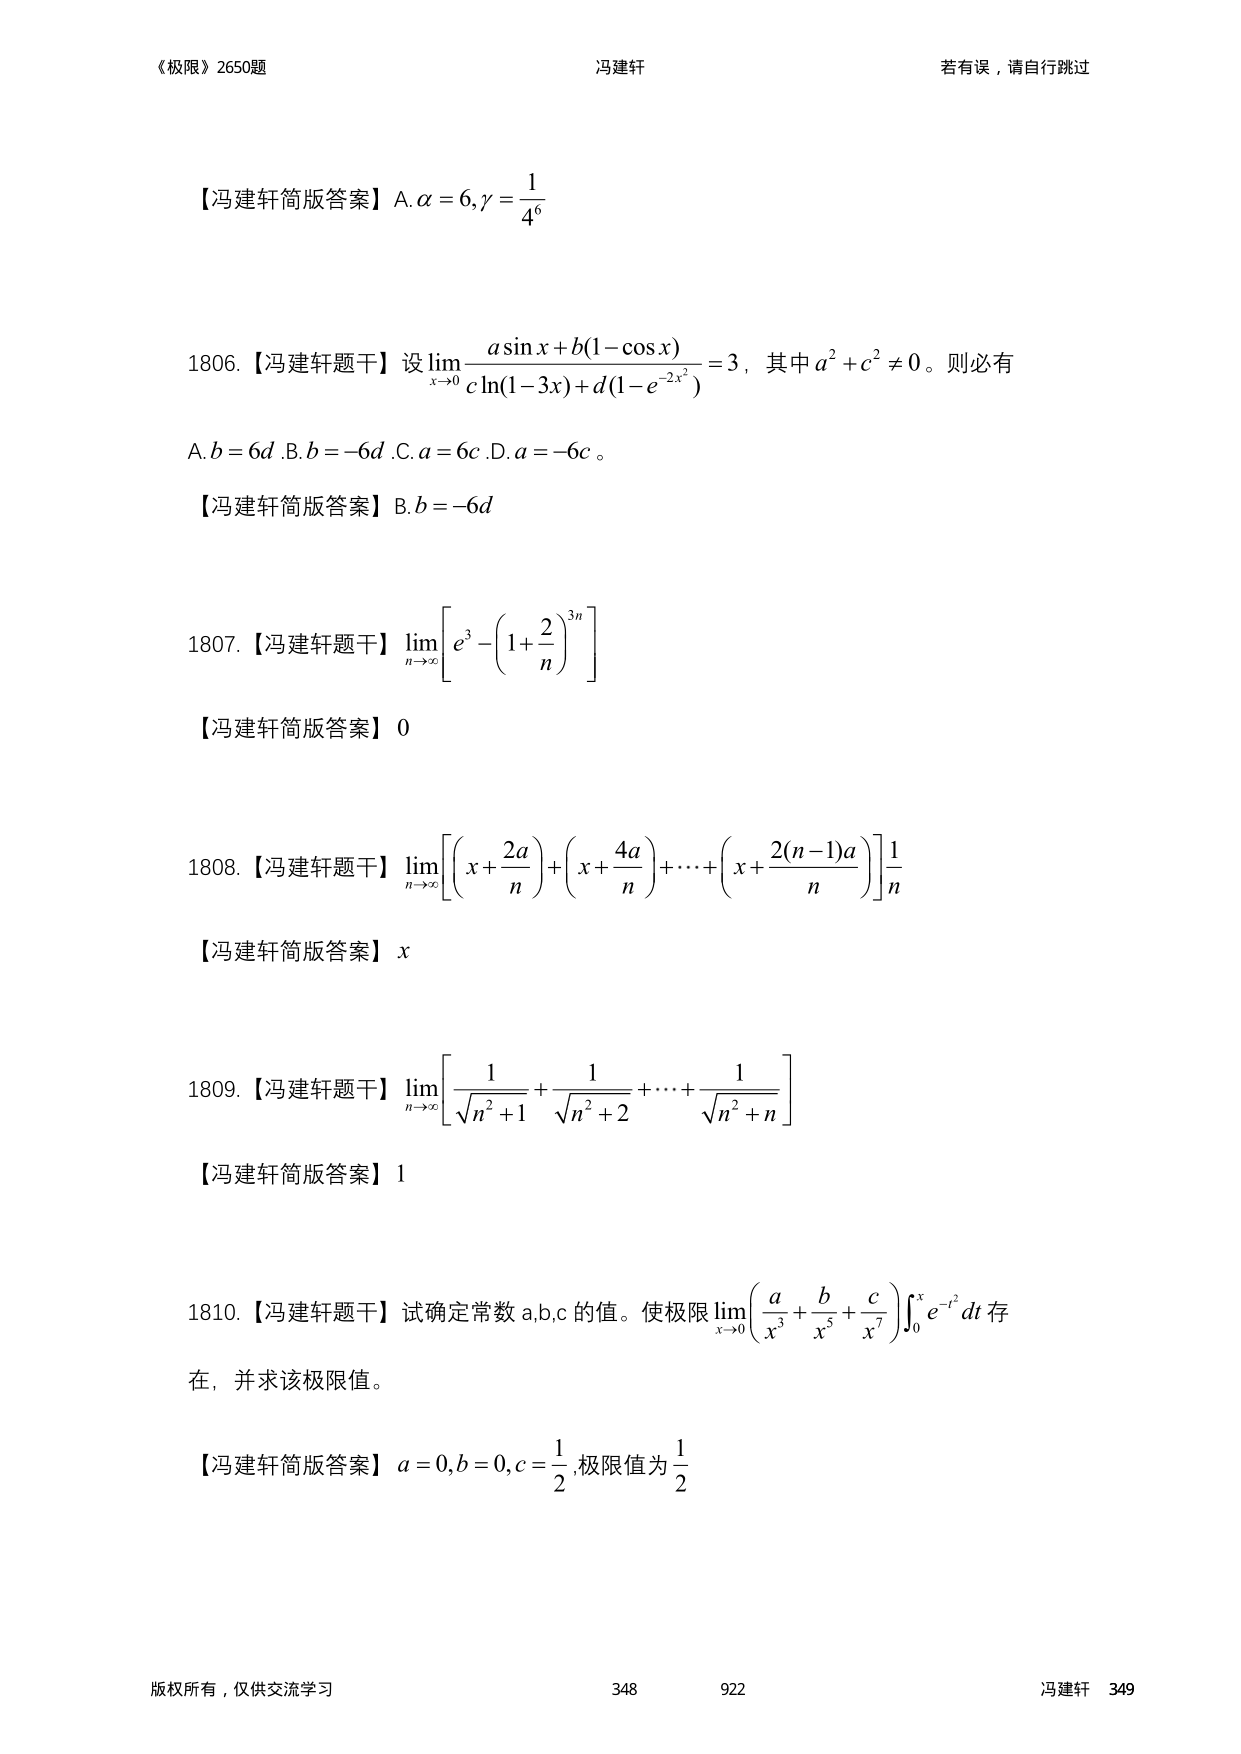 《极限》2650题 冯建轩 若有误，请自行跳过
【冯建轩简版答案】A. α = 6, γ = 1/4^6
1806.【冯建轩题干】设 lim_{x→0} (a sin x + b(1 − cos x))/(c ln(1 − 3x) + d(1 − e^{−2x^2})) = 3，其中 a^2 + c^2 ≠ 0 。则必有
A. b = 6d .B. b = −6d .C. a = 6c .D. a = −6c 。
【冯建轩简版答案】B. b = −6d
1807.【冯建轩题干】 lim_{n→∞} [e^3 − (1 + 2/n)^{3n}]
【冯建轩简版答案】 0
1808.【冯建轩题干】 lim_{n→∞} [(x + 2a/n) + (x + 4a/n) + ⋯ + (x + 2(n−1)a/n)] 1/n
【冯建轩简版答案】 x
1809.【冯建轩题干】 lim_{n→∞} [1/√(n^2 + 1) + 1/√(n^2 + 2) + ⋯ + 1/√(n^2 + n)]
【冯建轩简版答案】 1
1810.【冯建轩题干】试确定常数 a,b,c 的值。使极限 lim_{x→0} (a/x^3 + b/x^5 + c/x^7) ∫_0^x e^{−t^2} dt 存
在，并求该极限值。
【冯建轩简版答案】 a = 0, b = 0, c = 1/2 ,极限值为 1/2
版权所有，仅供交流学习 348 922 冯建轩 349